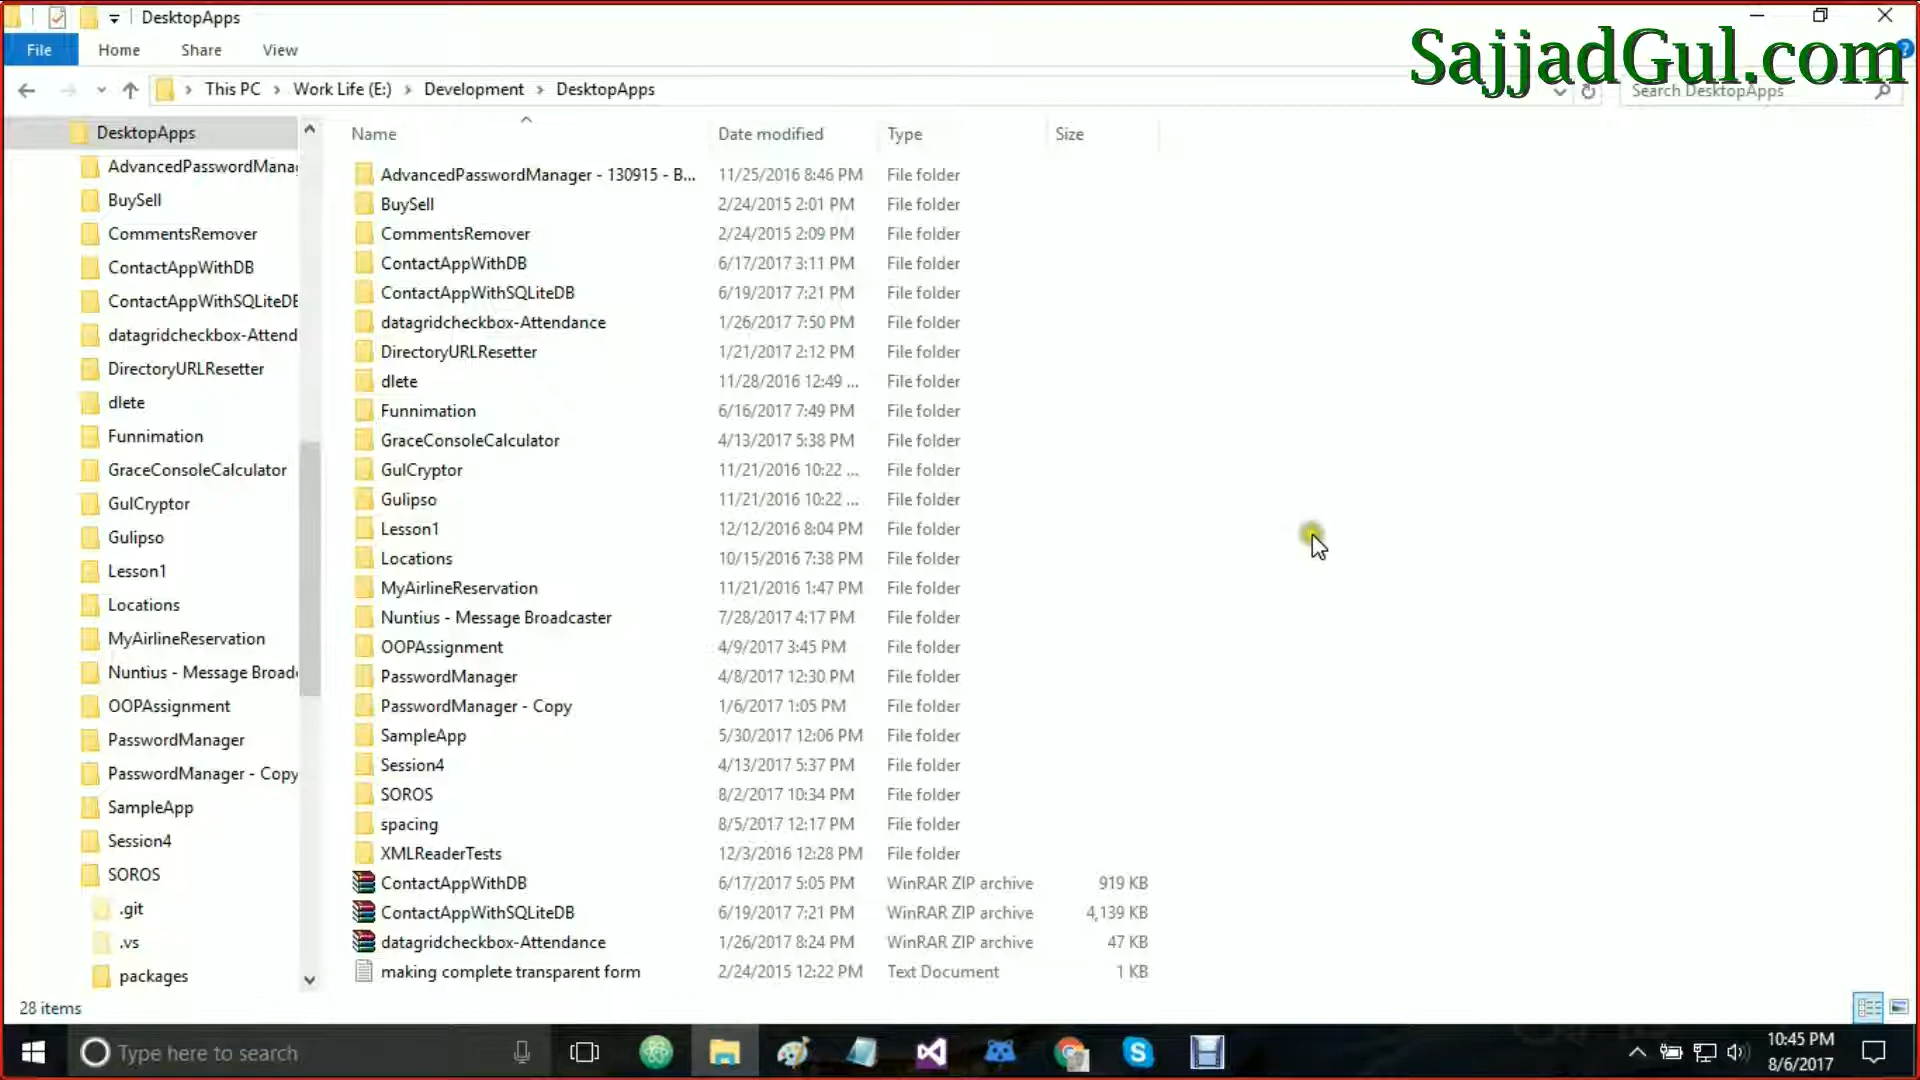 DesktopApps
SajjadGul.com
File Home Share View
This PC Work Life (E:) Development DesktopApps
Search DesktopApps
DesktopApps
AdvancedPasswordMana
BuySell
CommentsRemover
ContactAppWithDB
ContactAppWithSQLiteDB
datagridcheckbox-Attend
DirectoryURLResetter
dlete
Funnimation
GraceConsoleCalculator
GulCryptor
Gulipso
Lesson1
Locations
MyAirlineReservation
Nuntius - Message Broad
OOPAssignment
PasswordManager
PasswordManager - Copy
SampleApp
Session4
SOROS
.git
.vs
packages
Name Date modified Type Size
AdvancedPasswordManager - 130915 - B... 11/25/2016 8:46 PM File folder
BuySell 2/24/2015 2:01 PM File folder
CommentsRemover 2/24/2015 2:09 PM File folder
ContactAppWithDB 6/17/2017 3:11 PM File folder
ContactAppWithSQLiteDB 6/19/2017 7:21 PM File folder
datagridcheckbox-Attendance 1/26/2017 7:50 PM File folder
DirectoryURLResetter 1/21/2017 2:12 PM File folder
dlete 11/28/2016 12:49 ... File folder
Funnimation 6/16/2017 7:49 PM File folder
GraceConsoleCalculator 4/13/2017 5:38 PM File folder
GulCryptor 11/21/2016 10:22 ... File folder
Gulipso 11/21/2016 10:22 ... File folder
Lesson1 12/12/2016 8:04 PM File folder
Locations 10/15/2016 7:38 PM File folder
MyAirlineReservation 11/21/2016 1:47 PM File folder
Nuntius - Message Broadcaster 7/28/2017 4:17 PM File folder
OOPAssignment 4/9/2017 3:45 PM File folder
PasswordManager 4/8/2017 12:30 PM File folder
PasswordManager - Copy 1/6/2017 1:05 PM File folder
SampleApp 5/30/2017 12:06 PM File folder
Session4 4/13/2017 5:37 PM File folder
SOROS 8/2/2017 10:34 PM File folder
spacing 8/5/2017 12:17 PM File folder
XMLReaderTests 12/3/2016 12:28 PM File folder
ContactAppWithDB 6/17/2017 5:05 PM WinRAR ZIP archive 919 KB
ContactAppWithSQLiteDB 6/19/2017 7:21 PM WinRAR ZIP archive 4,139 KB
datagridcheckbox-Attendance 1/26/2017 8:24 PM WinRAR ZIP archive 47 KB
making complete transparent form 2/24/2015 12:22 PM Text Document 1 KB
28 items
Type here to search
10:45 PM
8/6/2017